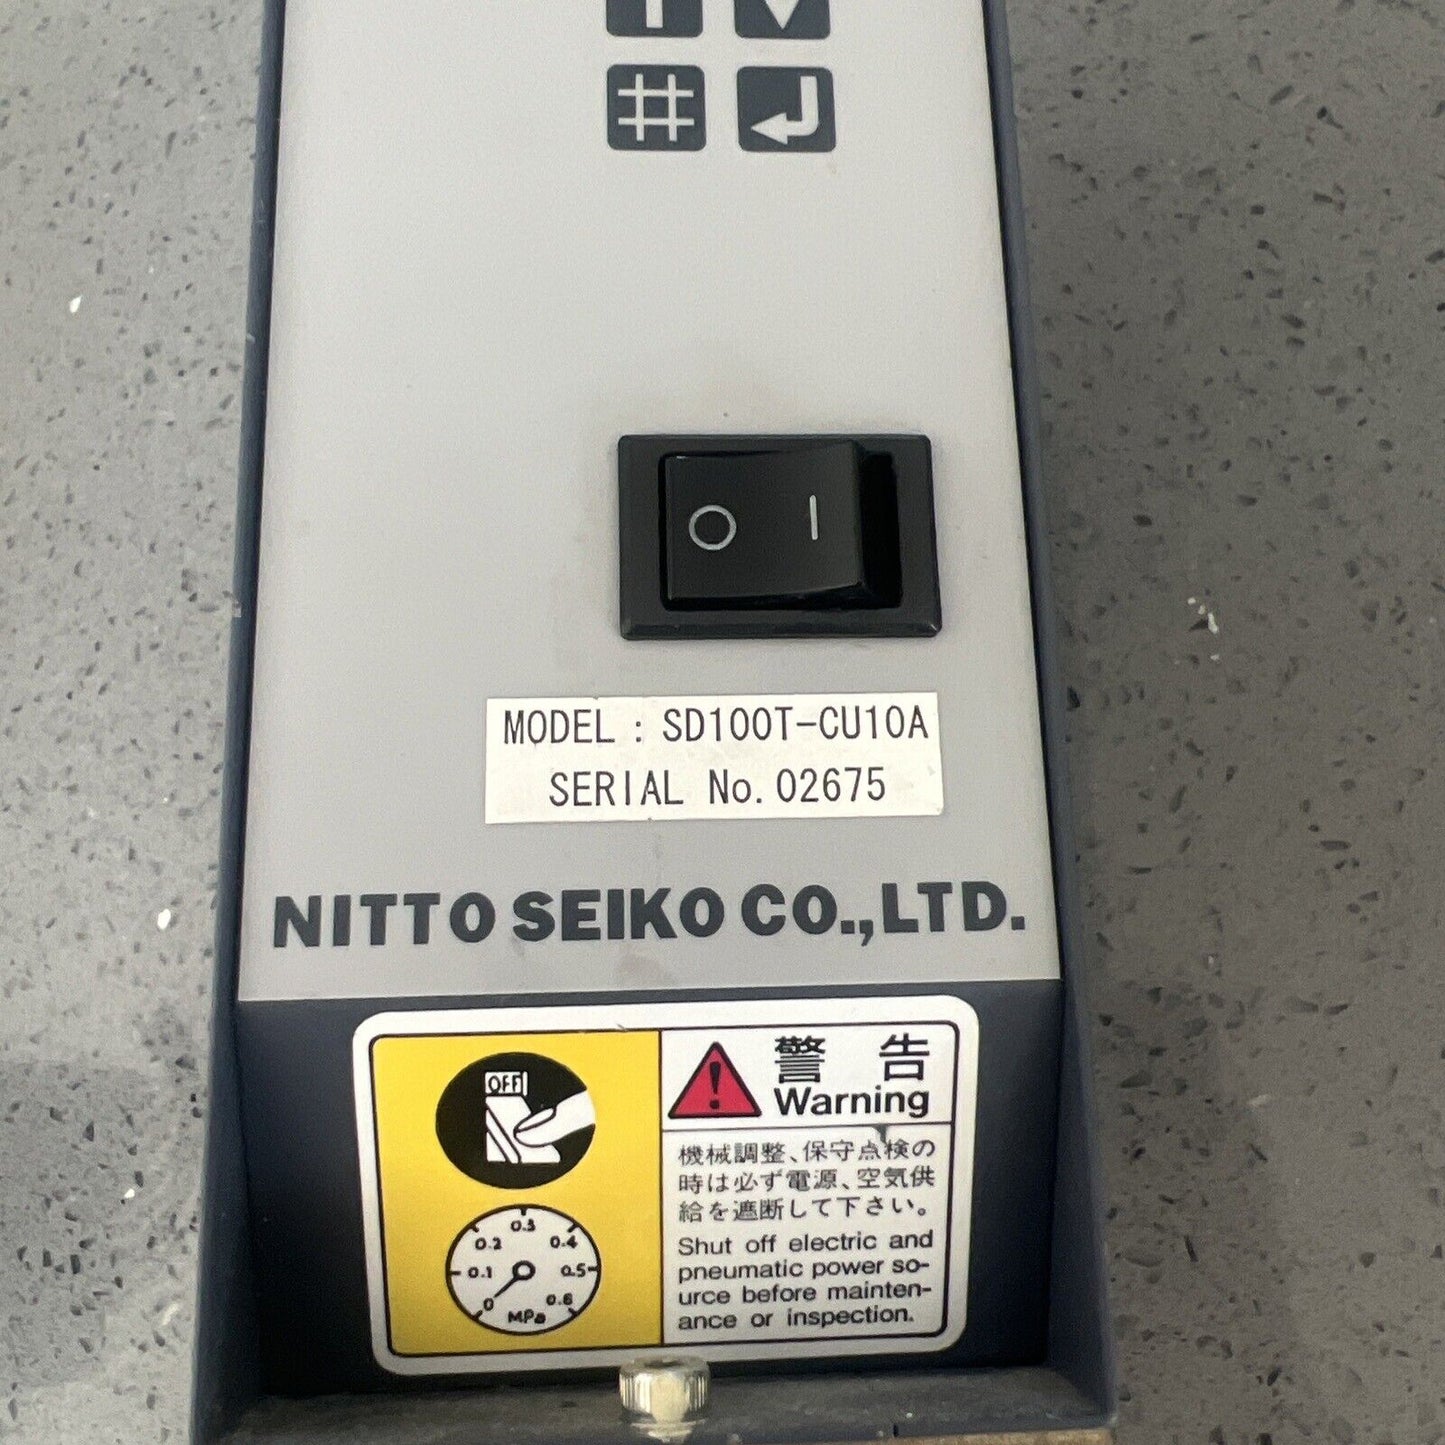 MODEL : SD100T-CU10A
SERIAL No. 02675
NITTO SEIKO CO.,LTD.
OFF
0.3
0.2 0.4
0.1 0.5
0 0.6
MPa
警告
Warning
機械調整、保守点検の
時は必ず電源、空気供
給を遮断して下さい。
Shut off electric and
pneumatic power so-
urce before mainten-
ance or inspection.